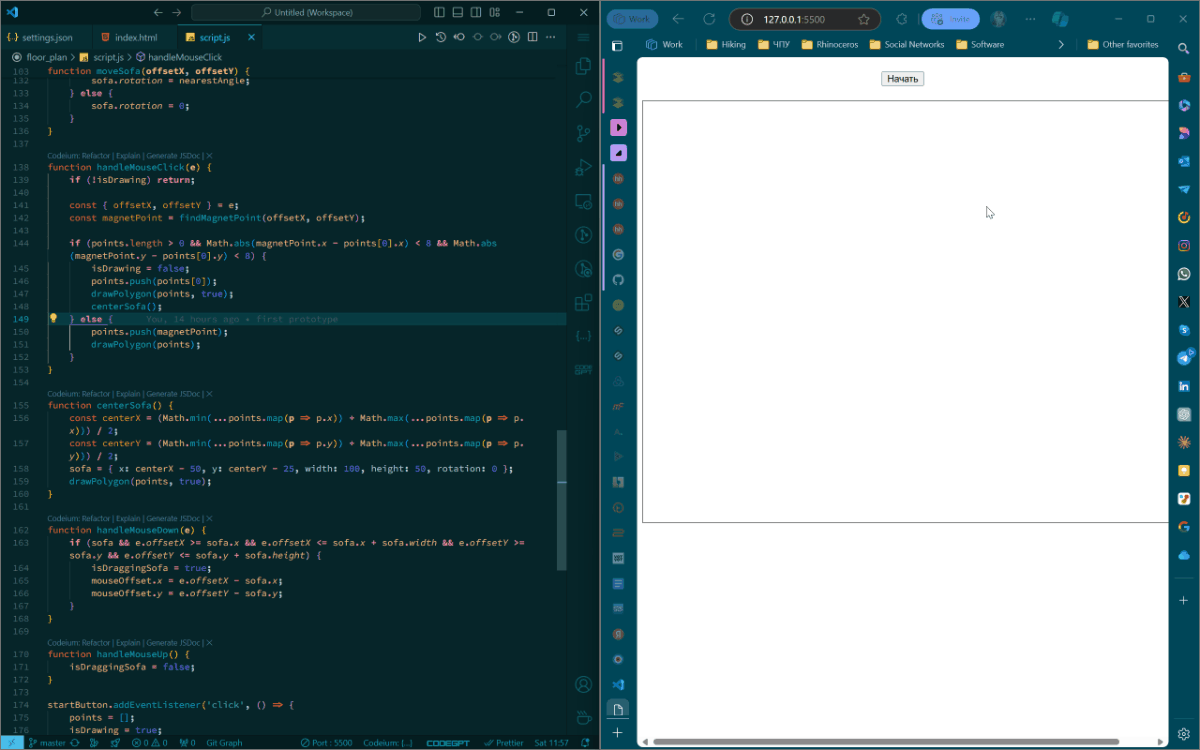 Untitled (Workspace)
settings.json
index.html
script.js
floor_plan > script.js > handleMouseClick
103 function moveSofa(offsetX, offsetY) {
132 sofa.rotation = nearestAngle;
133 } else {
134 sofa.rotation = 0;
135 }
136 }
137
Codeium: Refactor | Explain | Generate JSDoc | X
138 function handleMouseClick(e) {
139 if (!isDrawing) return;
140
141 const { offsetX, offsetY } = e;
142 const magnetPoint = findMagnetPoint(offsetX, offsetY);
143
144 if (points.length > 0 && Math.abs(magnetPoint.x - points[0].x) < 8 && Math.abs
(magnetPoint.y - points[0].y) < 8) {
145 isDrawing = false;
146 points.push(points[0]);
147 drawPolygon(points, true);
148 centerSofa();
149 } else { You, 14 hours ago • first prototype
150 points.push(magnetPoint);
151 drawPolygon(points);
152 }
153 }
154
Codeium: Refactor | Explain | Generate JSDoc | X
155 function centerSofa() {
156 const centerX = (Math.min(...points.map(p => p.x)) + Math.max(...points.map(p => p.
x))) / 2;
157 const centerY = (Math.min(...points.map(p => p.y)) + Math.max(...points.map(p => p.
y))) / 2;
158 sofa = { x: centerX - 50, y: centerY - 25, width: 100, height: 50, rotation: 0 };
159 drawPolygon(points, true);
160 }
161
Codeium: Refactor | Explain | Generate JSDoc | X
162 function handleMouseDown(e) {
163 if (sofa && e.offsetX >= sofa.x && e.offsetX <= sofa.x + sofa.width && e.offsetY >=
sofa.y && e.offsetY <= sofa.y + sofa.height) {
164 isDraggingSofa = true;
165 mouseOffset.x = e.offsetX - sofa.x;
166 mouseOffset.y = e.offsetY - sofa.y;
167 }
168 }
169
Codeium: Refactor | Explain | Generate JSDoc | X
170 function handleMouseUp() {
171 isDraggingSofa = false;
172 }
173
174 startButton.addEventListener('click', () => {
175 points = [];
176 isDrawing = true;
master
0 0
0
Git Graph
Port : 5500
Codeium: {...}
CODEGPT
Prettier
Sat 11:57
Work
127.0.0.1:5500
Invite
Work
Hiking
ЧПУ
Rhinoceros
Social Networks
Software
Other favorites
Начать